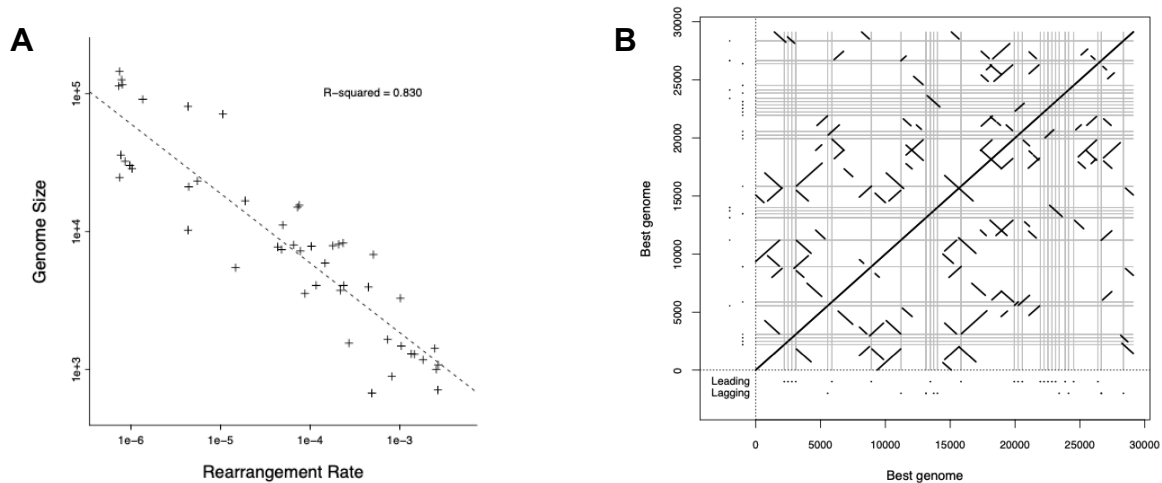 A
R-squared = 0.830
Genome Size
1e+5
1e+4
1e+3
1e-6
1e-5
1e-4
1e-3
Rearrangement Rate
B
Best genome
30000
25000
20000
15000
10000
5000
0
Leading
Lagging
0
5000
10000
15000
20000
25000
30000
Best genome